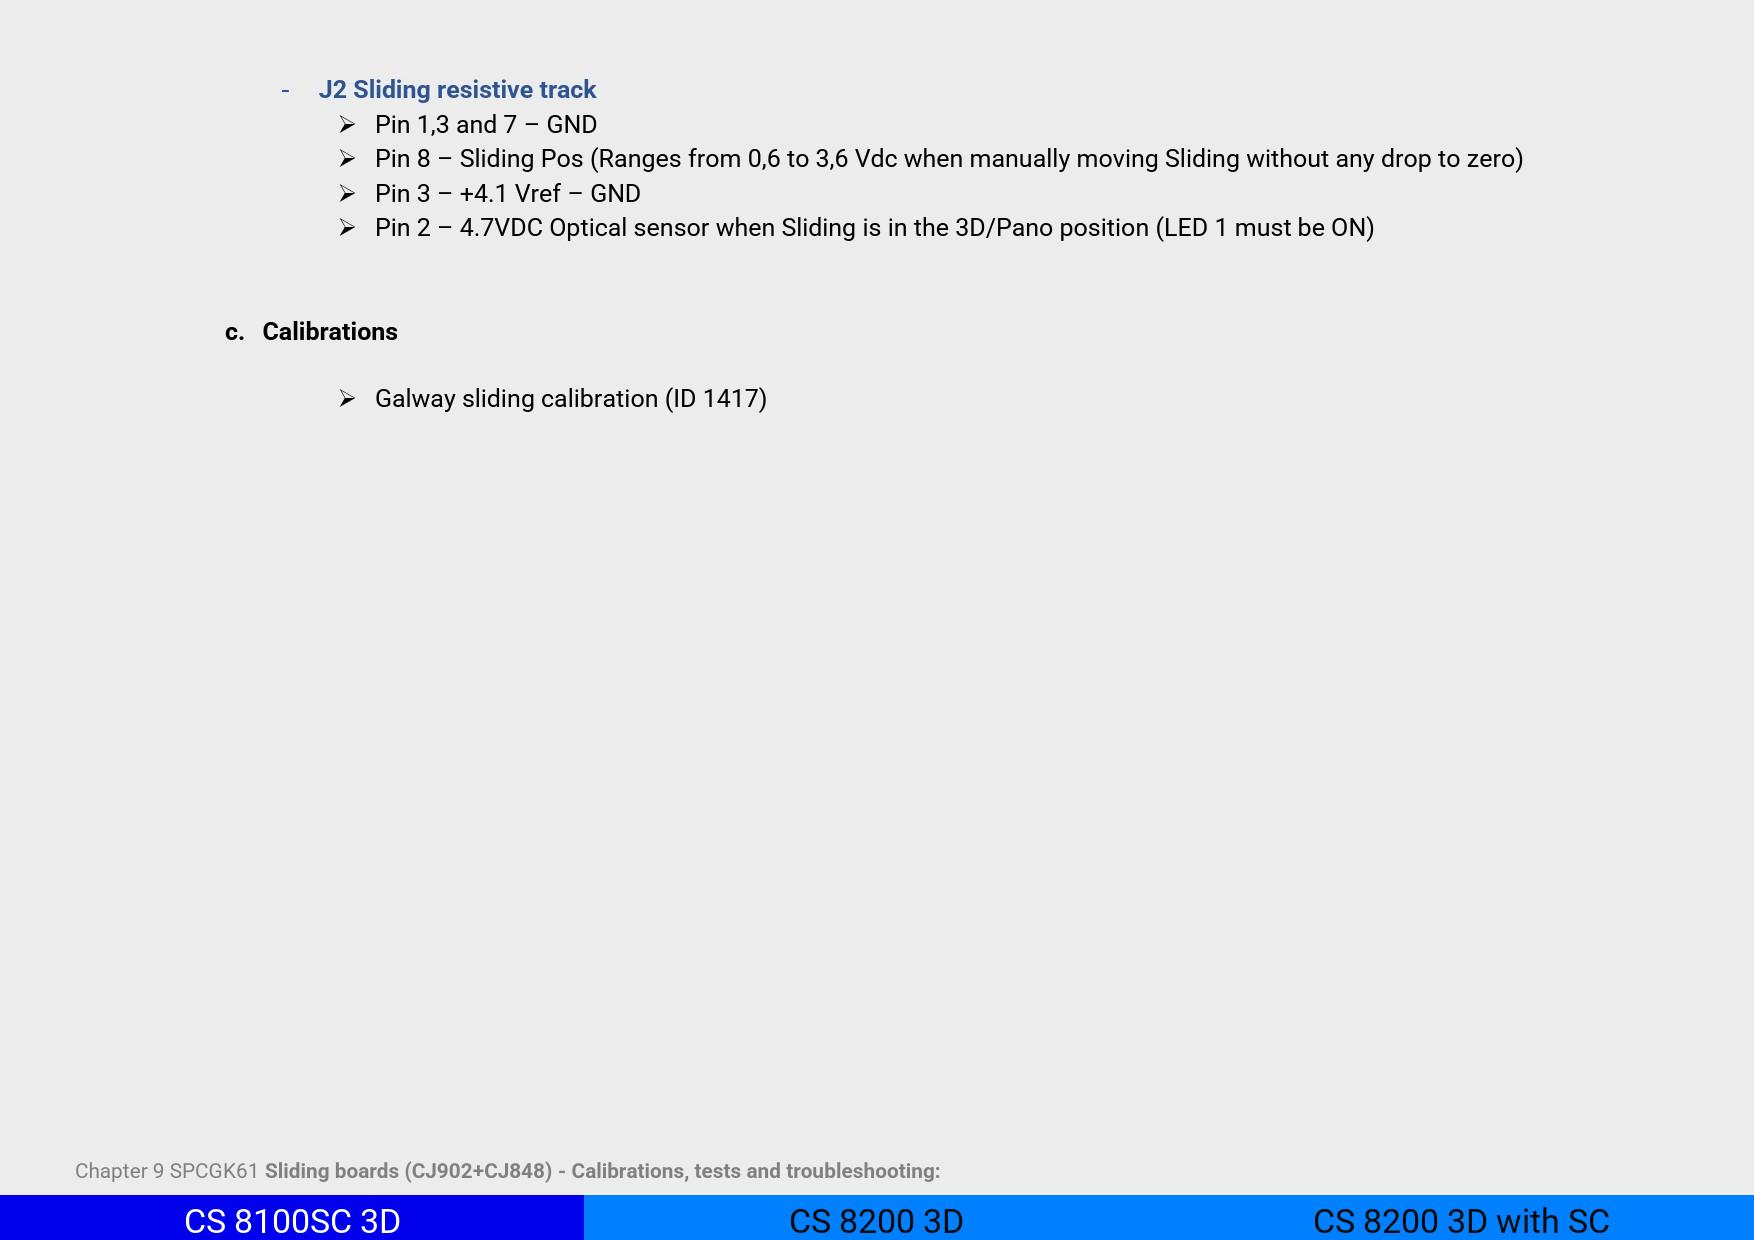 - J2 Sliding resistive track
➢ Pin 1,3 and 7 – GND
➢ Pin 8 – Sliding Pos (Ranges from 0,6 to 3,6 Vdc when manually moving Sliding without any drop to zero)
➢ Pin 3 – +4.1 Vref – GND
➢ Pin 2 – 4.7VDC Optical sensor when Sliding is in the 3D/Pano position (LED 1 must be ON)
c. Calibrations
➢ Galway sliding calibration (ID 1417)
Chapter 9 SPCGK61 Sliding boards (CJ902+CJ848) - Calibrations, tests and troubleshooting:
CS 8100SC 3D CS 8200 3D CS 8200 3D with SC